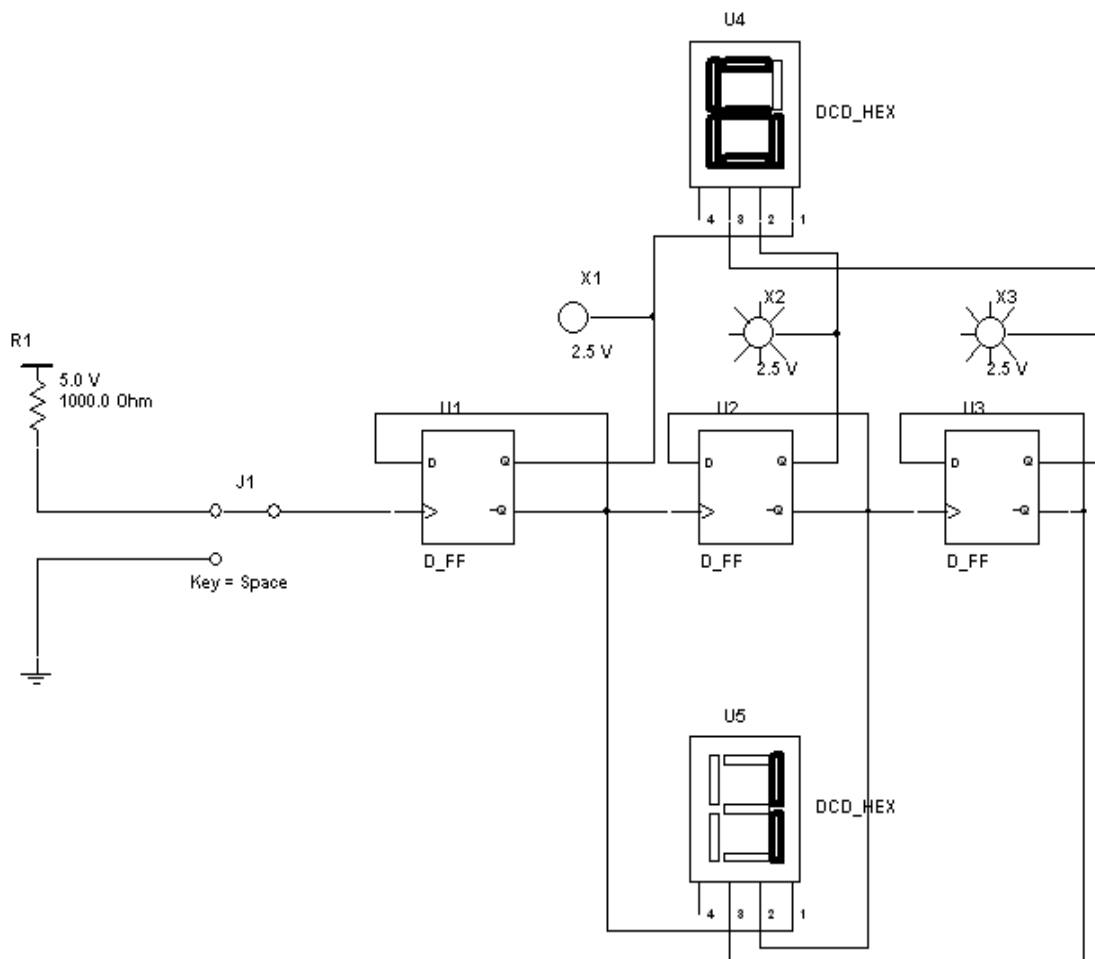 U4
DCD_HEX
4 3 2 1
X1
X2
X3
2.5 V
2.5 V
2.5 V
R1
5.0 V
1000.0 Ohm
U1
U2
U3
D Q
D Q
D Q
J1
¬Q
¬Q
¬Q
D_FF
D_FF
D_FF
Key = Space
U5
DCD_HEX
4 3 2 1